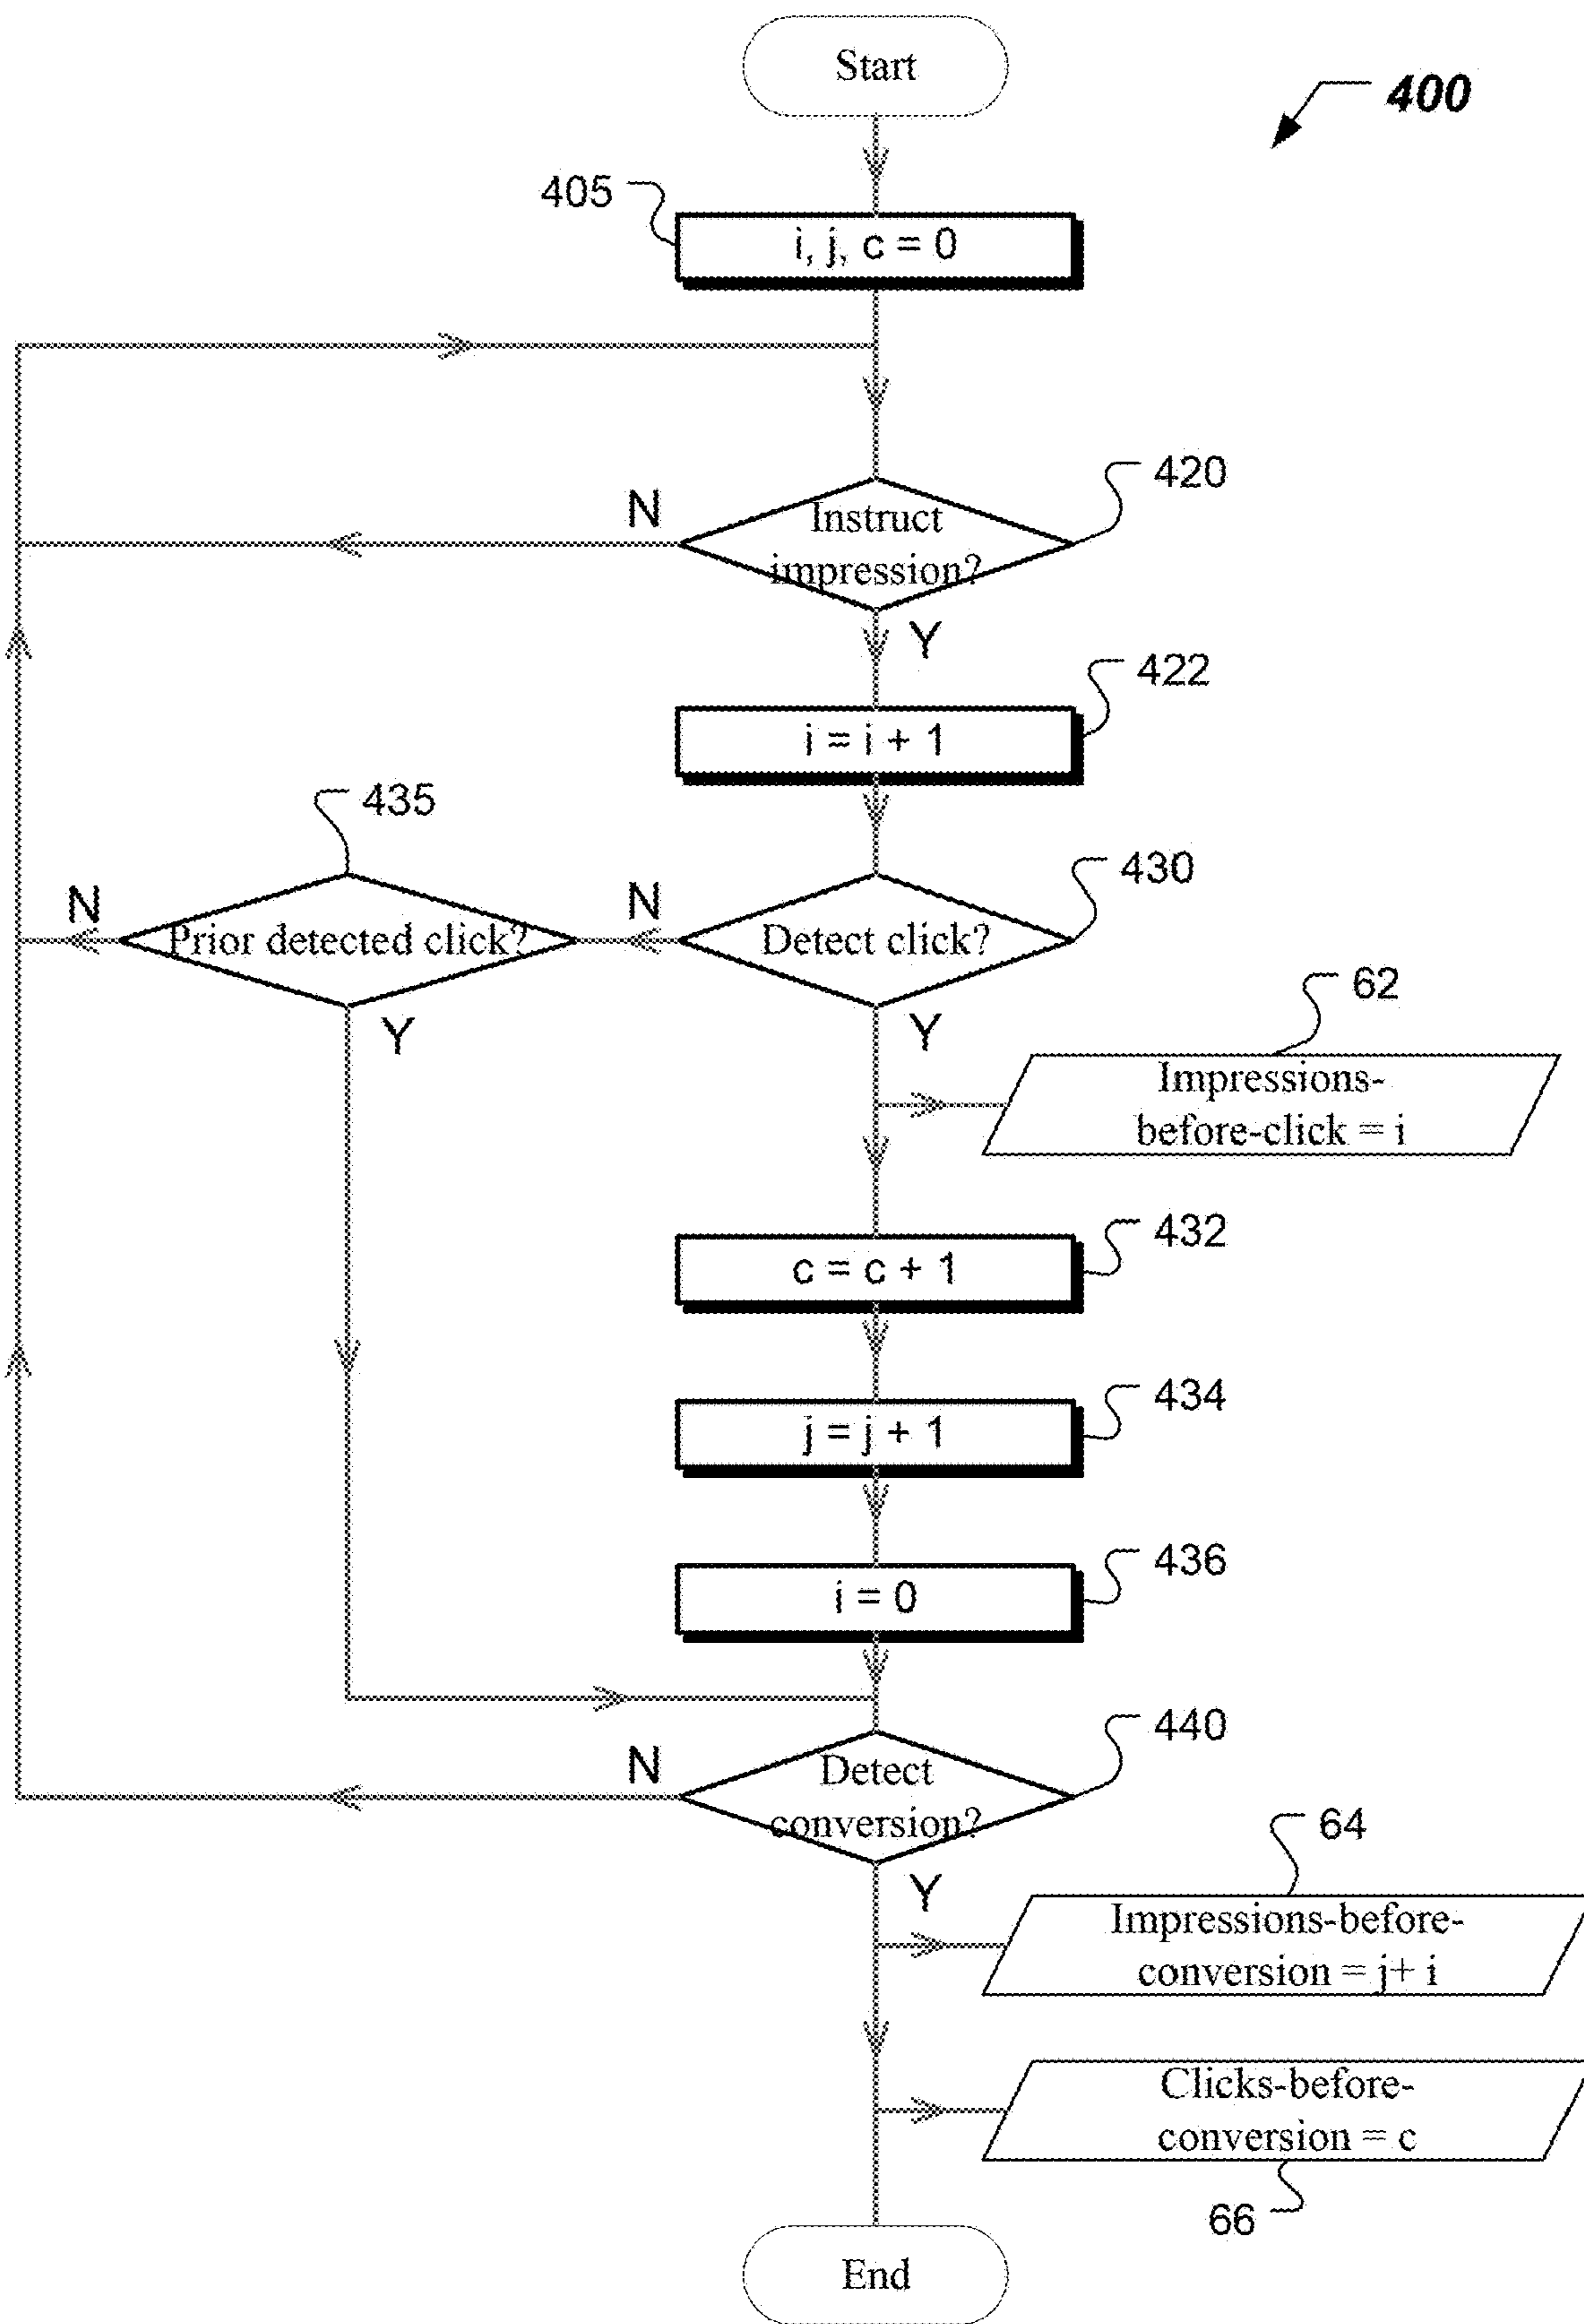 Start
400
405
i, j, c = 0
420
N
Instruct
impression?
Y
422
i = i + 1
435
430
N
Prior detected click?
N
Detect click?
Y
Y
62
Impressions-
before-click = i
432
c = c + 1
434
j = j + 1
436
i = 0
440
N
Detect
conversion?
Y
64
Impressions-before-
conversion = j+ i
Clicks-before-
conversion = c
66
End